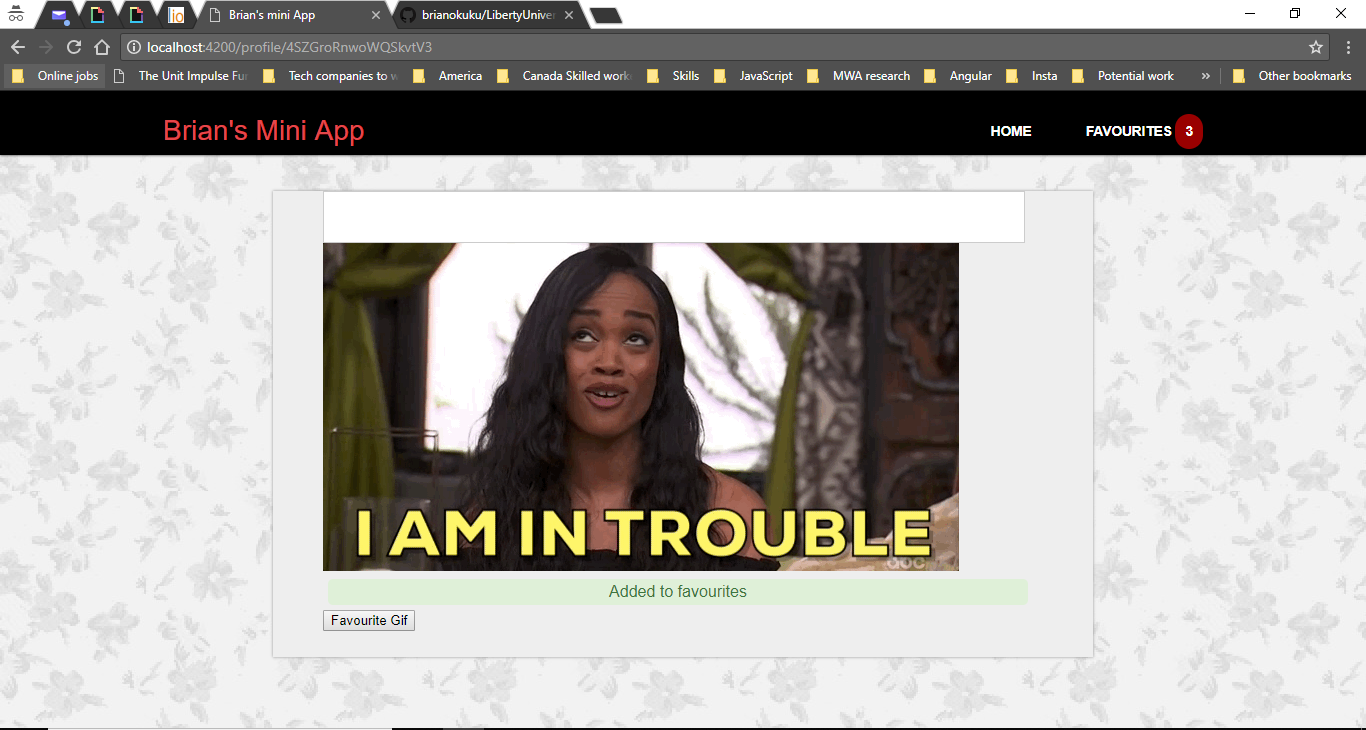 Brian's mini App
brianokuku/LibertyUniver
localhost:4200/profile/4SZGroRnwoWQSkvtV3
Online jobs
The Unit Impulse Fu
Tech companies to w
America
Canada Skilled work
Skills
JavaScript
MWA research
Angular
Insta
Potential work
»
Other bookmarks
Brian's Mini App
HOME
FAVOURITES 3
I AM IN TROUBLE
abc
Added to favourites
Favourite Gif